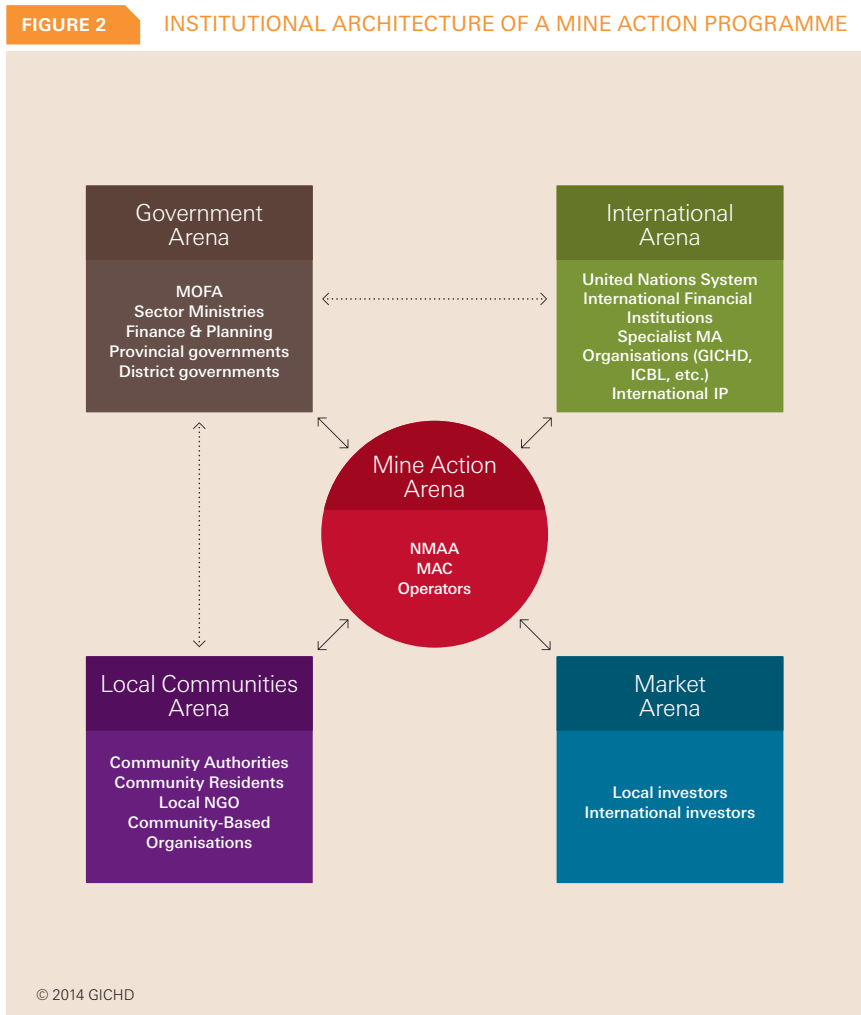 FIGURE 2 INSTITUTIONAL ARCHITECTURE OF A MINE ACTION PROGRAMME
Government
Arena
MOFA
Sector Ministries
Finance & Planning
Provincial governments
District governments
International
Arena
United Nations System
International Financial
Institutions
Specialist MA
Organisations (GICHD,
ICBL, etc.)
International IP
Mine Action
Arena
NMAA
MAC
Operators
Local Communities
Arena
Community Authorities
Community Residents
Local NGO
Community-Based
Organisations
Market
Arena
Local investors
International investors
© 2014 GICHD